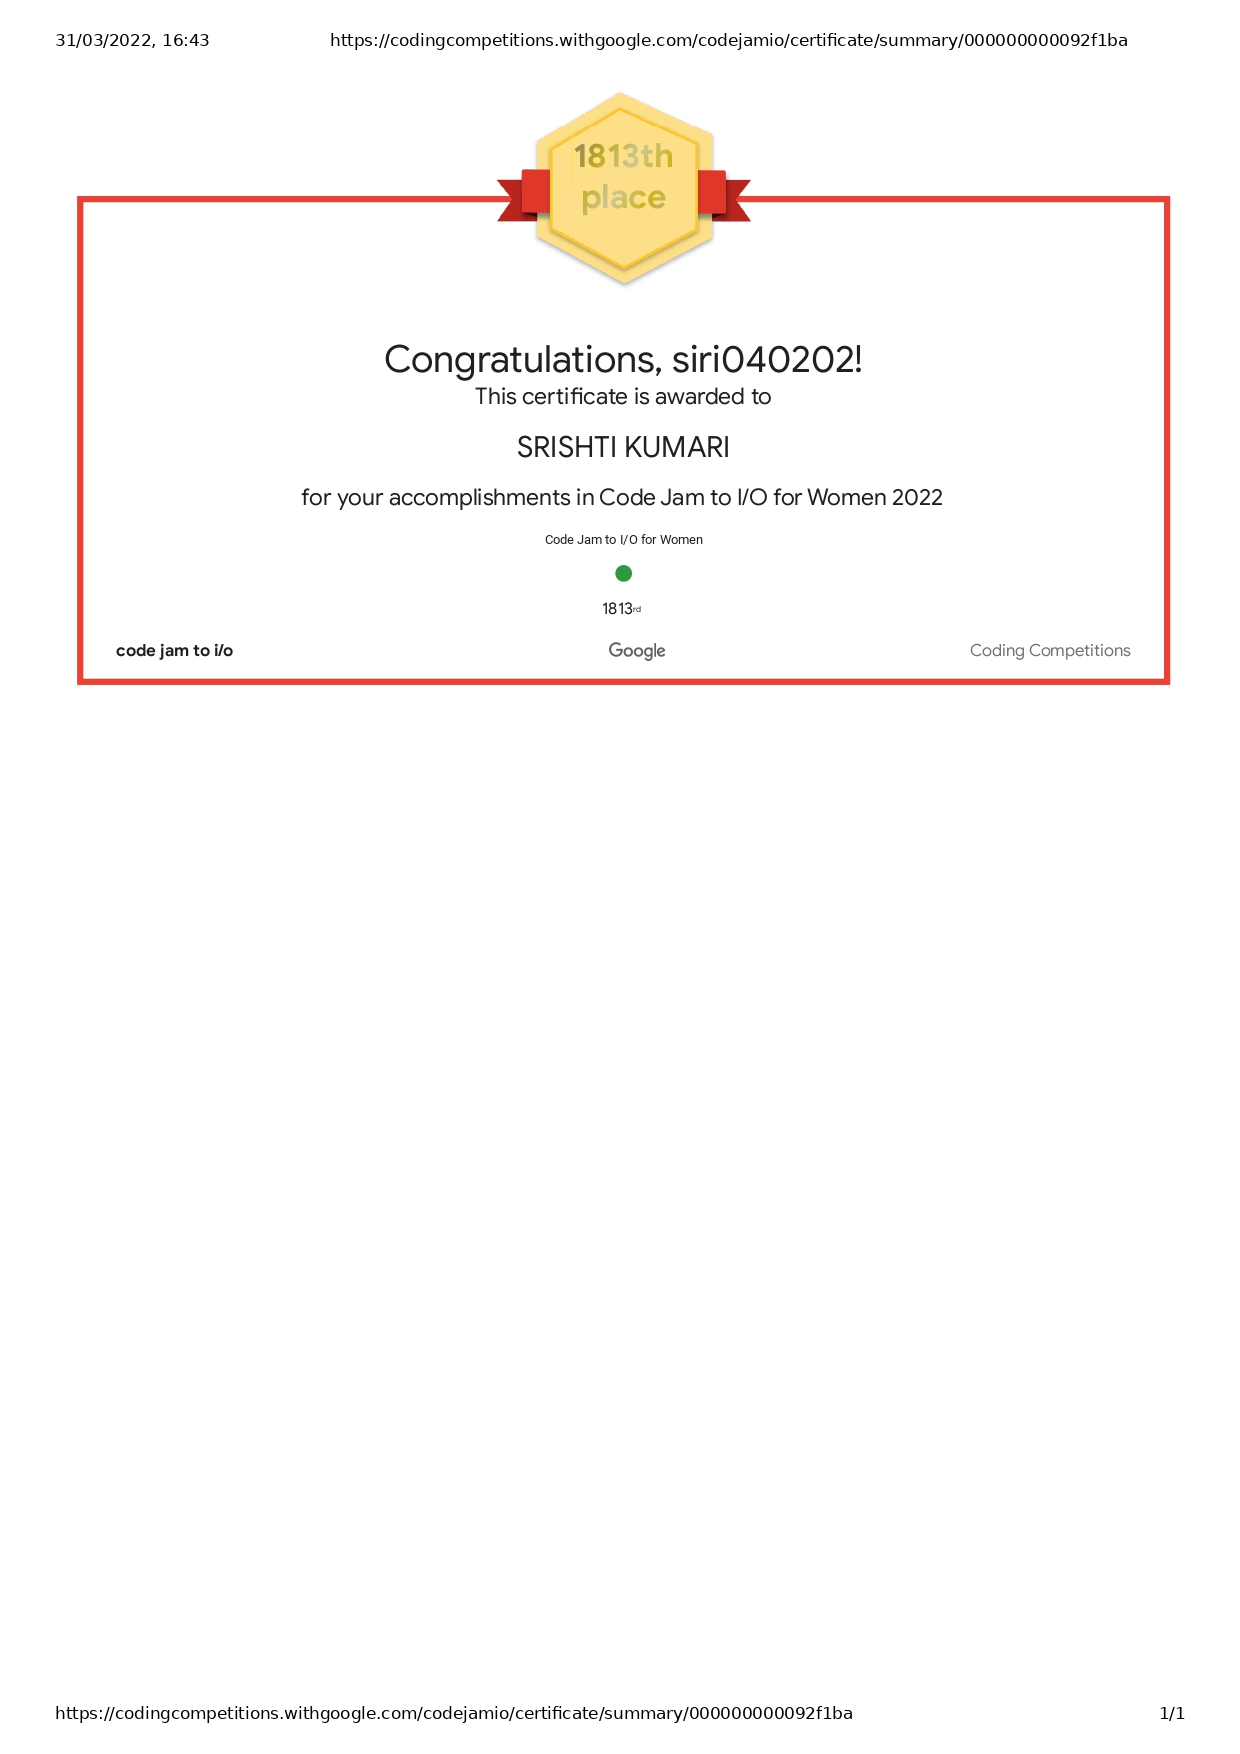 31/03/2022, 16:43 https://codingcompetitions.withgoogle.com/codejamio/certificate/summary/000000000092f1ba
1813th
place
Congratulations, siri040202!
This certificate is awarded to
SRISHTI KUMARI
for your accomplishments in Code Jam to I/O for Women 2022
Code Jam to I/O for Women
1813rd
code jam to i/o Google Coding Competitions
https://codingcompetitions.withgoogle.com/codejamio/certificate/summary/000000000092f1ba 1/1